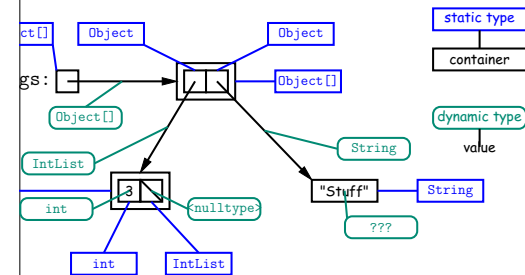 ct[]
Object
Object
static type
container
gs:
Object[]
Object[]
dynamic type
value
IntList
String
3
"Stuff"
String
int
<nulltype>
???
int
IntList